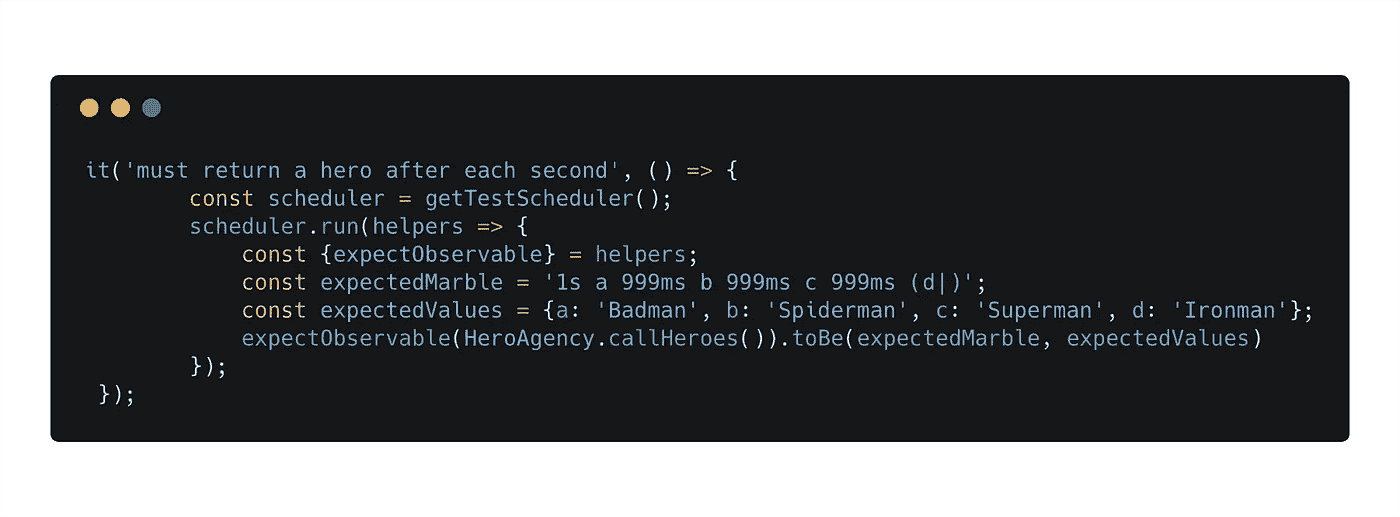 it('must return a hero after each second', () => {
        const scheduler = getTestScheduler();
        scheduler.run(helpers => {
            const {expectObservable} = helpers;
            const expectedMarble = '1s a 999ms b 999ms c 999ms (d|)';
            const expectedValues = {a: 'Badman', b: 'Spiderman', c: 'Superman', d: 'Ironman'};
            expectObservable(HeroAgency.callHeroes()).toBe(expectedMarble, expectedValues)
        });
 });